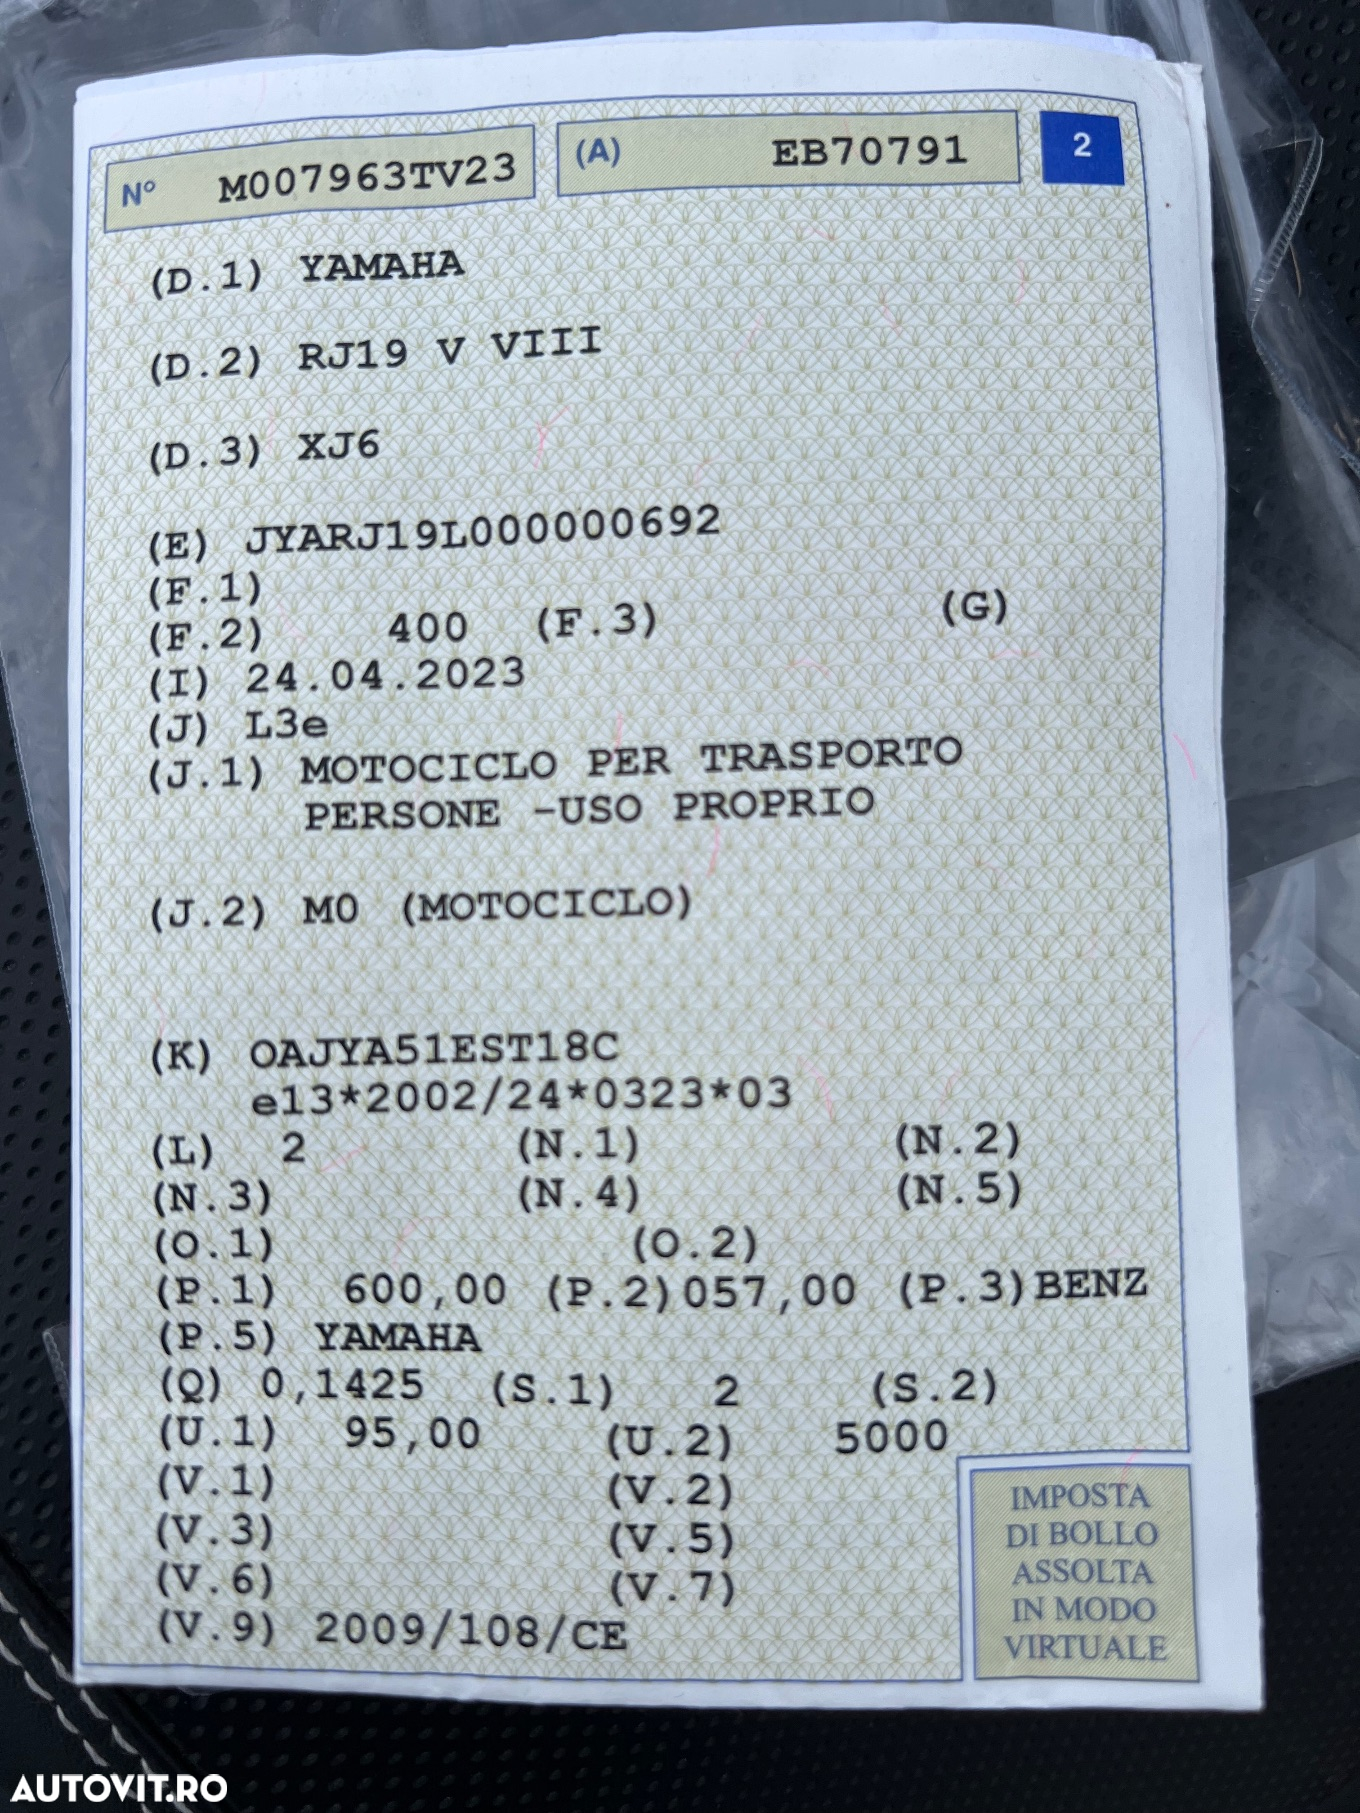 N° M007963TV23 (A) EB70791 2
(D.1) YAMAHA
(D.2) RJ19 V VIII
(D.3) XJ6
(E) JYARJ19L000000692
(F.1)
(F.2) 400 (F.3) (G)
(I) 24.04.2023
(J) L3e
(J.1) MOTOCICLO PER TRASPORTO
PERSONE -USO PROPRIO
(J.2) M0 (MOTOCICLO)
(K) OAJYA51EST18C
e13*2002/24*0323*03
(L) 2 (N.1) (N.2)
(N.3) (N.4) (N.5)
(O.1) (O.2)
(P.1) 600,00 (P.2)057,00 (P.3)BENZ
(P.5) YAMAHA
(Q) 0,1425 (S.1) 2 (S.2)
(U.1) 95,00 (U.2) 5000
(V.1) (V.2)
(V.3) (V.5)
(V.6) (V.7)
(V.9) 2009/108/CE
IMPOSTA
DI BOLLO
ASSOLTA
IN MODO
VIRTUALE
AUTOVIT.RO